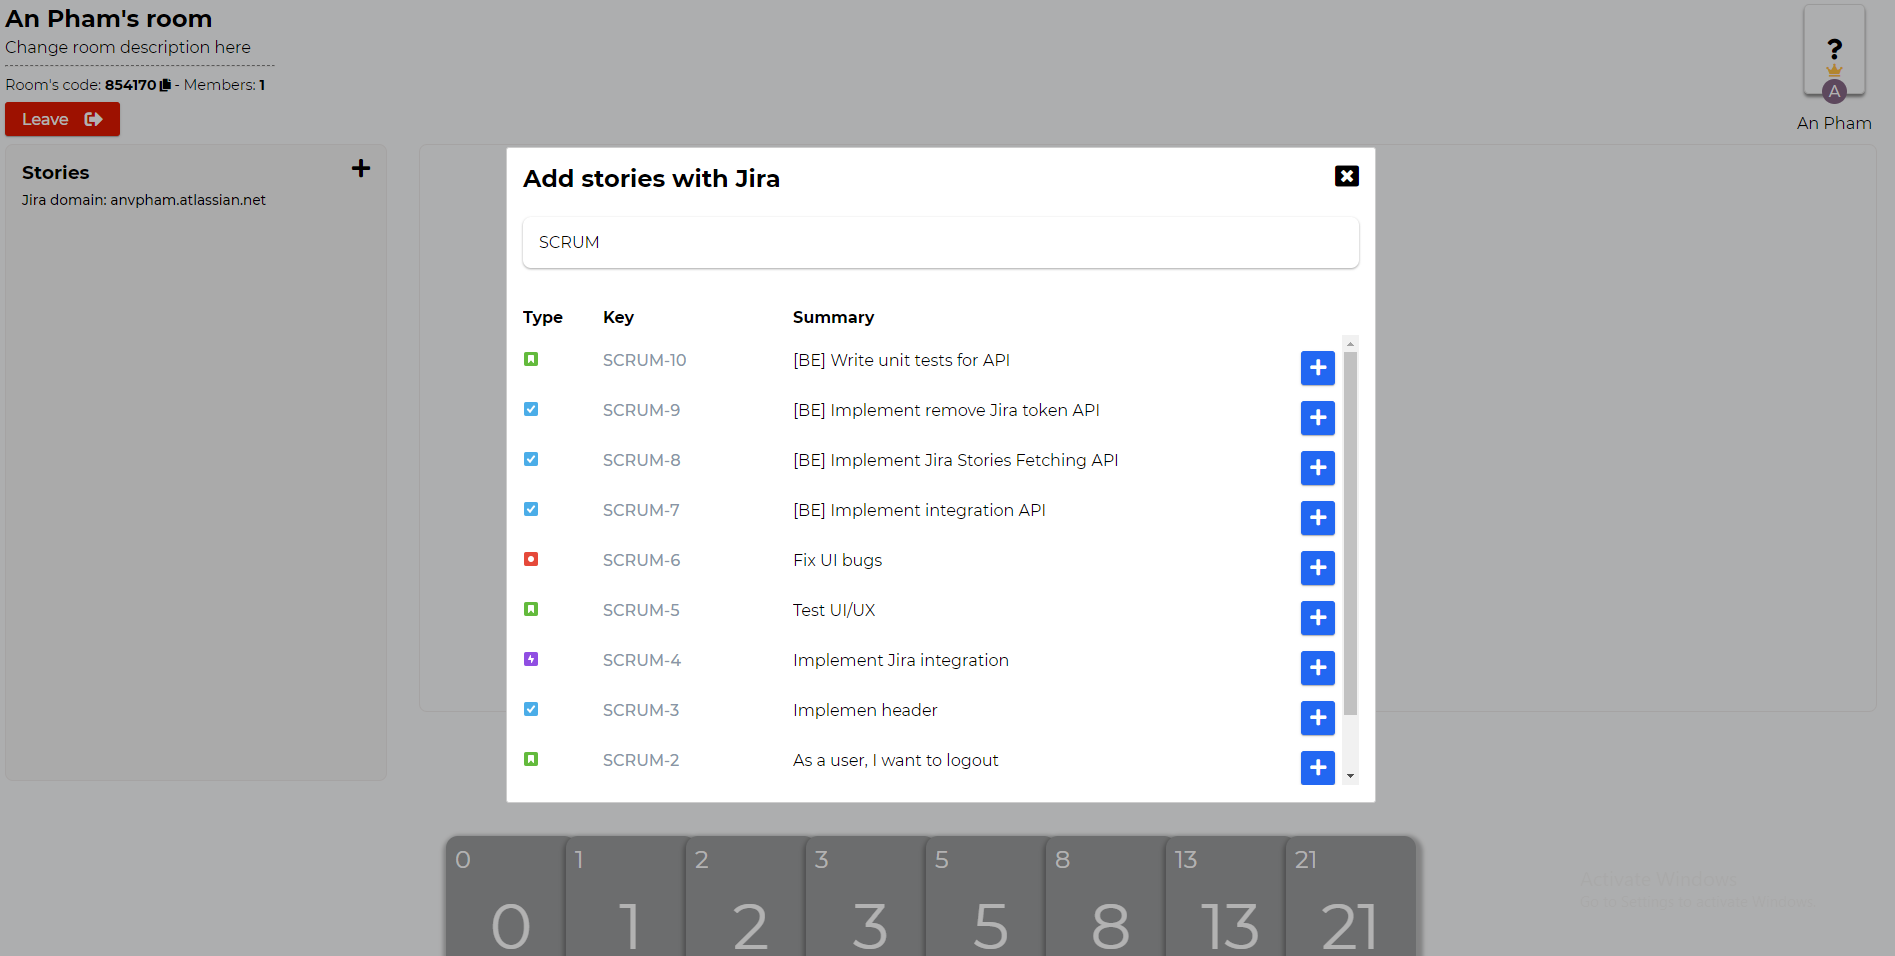 An Pham's room
Change room description here
Room's code: 854170 - Members: 1
Leave
?
A
An Pham
Stories
Jira domain: anvpham.atlassian.net
Add stories with Jira
SCRUM
Type Key Summary
SCRUM-10 [BE] Write unit tests for API
SCRUM-9 [BE] Implement remove Jira token API
SCRUM-8 [BE] Implement Jira Stories Fetching API
SCRUM-7 [BE] Implement integration API
SCRUM-6 Fix UI bugs
SCRUM-5 Test UI/UX
SCRUM-4 Implement Jira integration
SCRUM-3 Implemen header
SCRUM-2 As a user, I want to logout
0 1 2 3 5 8 13 21
0 1 2 3 5 8 13 21
Activate Windows
Go to Settings to activate Windows.